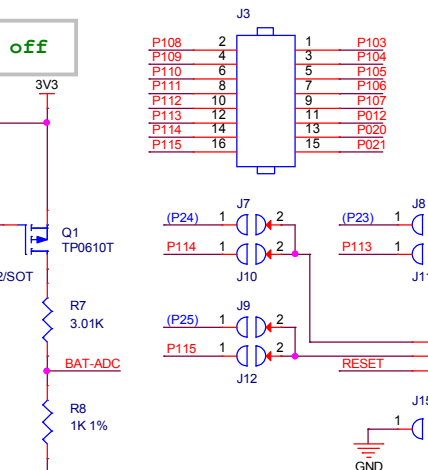 off
3V3
J3
P108 2 1 P103
P109 4 3 P104
P110 6 5 P105
P111 8 7 P106
P112 10 9 P107
P113 12 11 P012
P114 14 13 P020
P115 16 15 P021
Q1
TP0610T
2/SOT
R7
3.01K
BAT-ADC
R8
1K 1%
J7
(P24) 1 2
P114 1 2
J10
J9
(P25) 1 2
P115 1 2
J12
J8
(P23) 1
P113 1
J11
RESET
J15
1
GND